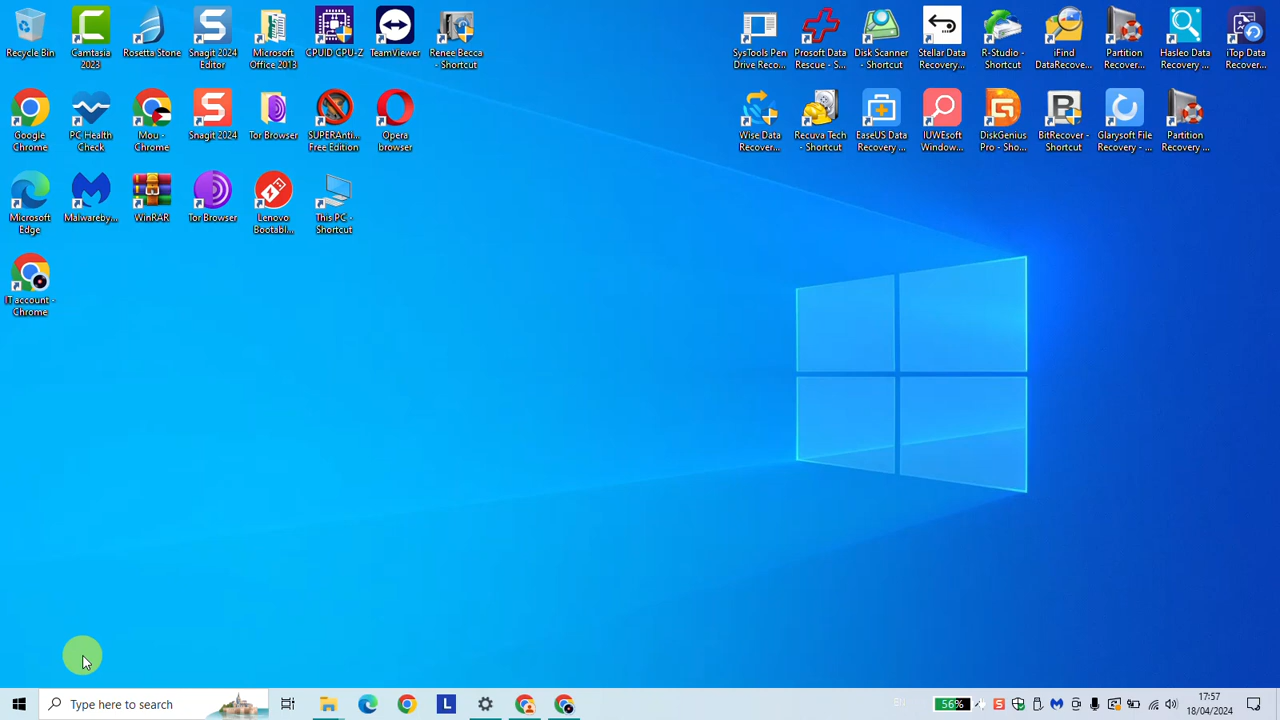 Recycle Bin
Camtasia
2023
Rosetta Stone
Snagit 2024
Editor
Microsoft
Office 2013
CPUID CPU-Z
TeamViewer
Renee Becca
- Shortcut
SysTools Pen
Drive Reco...
Prosoft Data
Rescue - S...
Disk Scanner
- Shortcut
Stellar Data
Recovery ...
R-Studio -
Shortcut
iFind
DataRecove...
Partition
Recover...
Hasleo Data
Recovery ...
iTop Data
Recover...
Google
Chrome
PC Health
Check
Mou -
Chrome
Snagit 2024
Tor Browser
SUPERAnti...
Free Edition
Opera
browser
Wise Data
Recover...
Recuva Tech
- Shortcut
EaseUS Data
Recovery ...
IUWEsoft
Window...
DiskGenius
Pro - Sho...
BitRecover -
Shortcut
Glarysoft File
Recovery - ...
Partition
Recovery ...
Microsoft
Edge
Malwareby...
WinRAR
Tor Browser
Lenovo
Bootabl...
This PC -
Shortcut
IT account -
Chrome
Type here to search
L
56%
17:57
18/04/2024